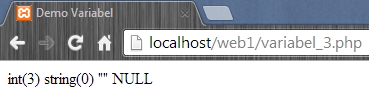 Demo Variabel
localhost/web1/variabel_3.php
int(3) string(0) "" NULL